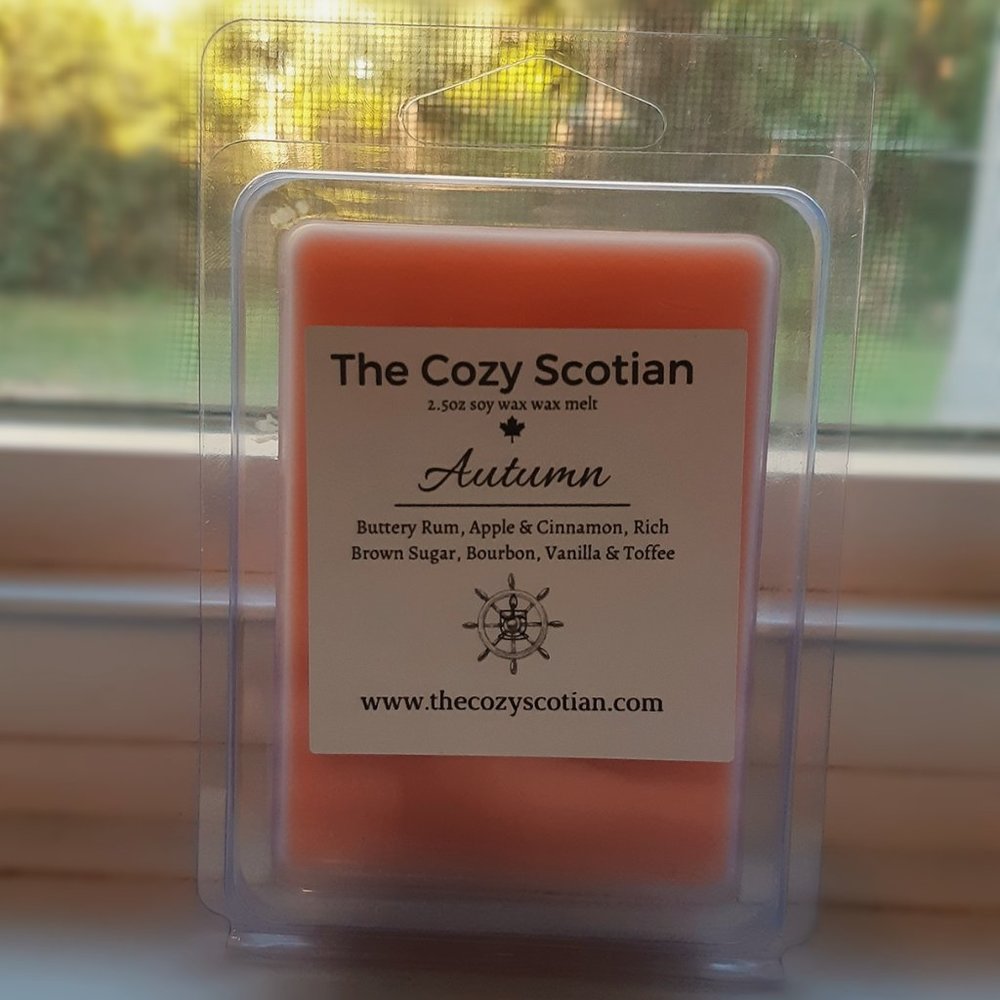 The Cozy Scotian
2.5oz soy wax wax melt
Autumn
Buttery Rum, Apple & Cinnamon, Rich
Brown Sugar, Bourbon, Vanilla & Toffee
www.thecozyscotian.com